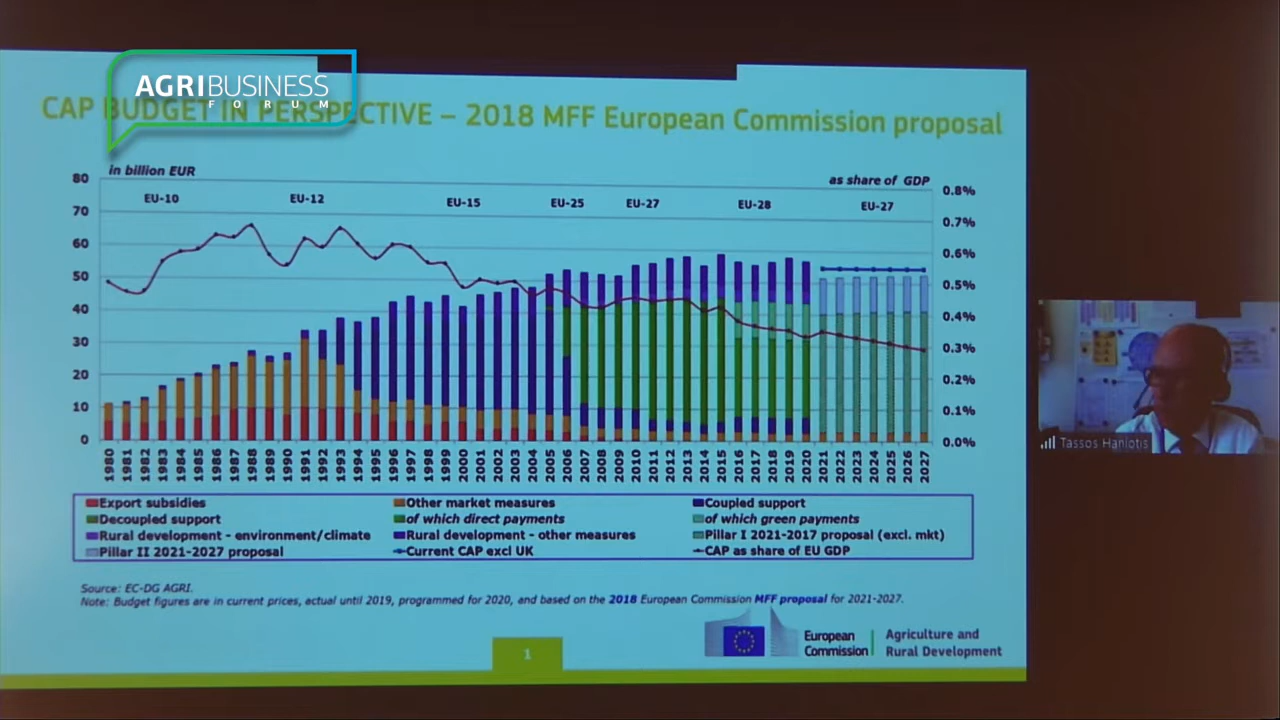 AGRIBUSINESS
FORUM
CAP BUDGET IN PERSPECTIVE – 2018 MFF European Commission proposal
in billion EUR
as share of GDP
EU-10 EU-12 EU-15 EU-25 EU-27 EU-28 EU-27
80 0.8%
70 0.7%
60 0.6%
50 0.5%
40 0.4%
30 0.3%
20 0.2%
10 0.1%
0 0.0%
1980 1981 1982 1983 1984 1985 1986 1987 1988 1989 1990 1991 1992 1993 1994 1995 1996 1997 1998 1999 2000 2001 2002 2003 2004 2005 2006 2007 2008 2009 2010 2011 2012 2013 2014 2015 2016 2017 2018 2019 2020 2021 2022 2023 2024 2025 2026 2027
Export subsidies Other market measures Coupled support
Decoupled support of which direct payments of which green payments
Rural development - environment/climate Rural development - other measures Pillar I 2021-2017 proposal (excl. mkt)
Pillar II 2021-2027 proposal Current CAP excl UK CAP as share of EU GDP
Source: EC-DG AGRI.
Note: Budget figures are in current prices, actual until 2019, programmed for 2020, and based on the 2018 European Commission MFF proposal for 2021-2027.
1
European
Commission
Agriculture and
Rural Development
Tassos Haniotis